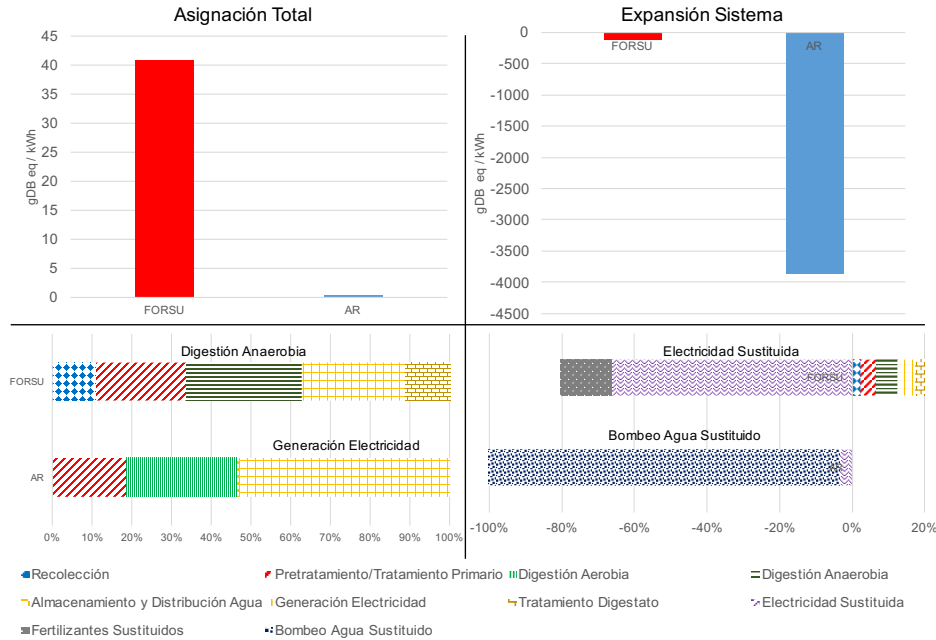 Asignación Total
45
40
35
30
25
20
15
10
5
0
gDB eq / kWh
FORSU
AR
Expansión Sistema
0
-500
-1000
-1500
-2000
-2500
-3000
-3500
-4000
-4500
gDB eq / kWh
FORSU
AR
Digestión Anaerobia
FORSU
Generación Electricidad
AR
0% 10% 20% 30% 40% 50% 60% 70% 80% 90% 100%
Electricidad Sustituida
FORSU
Bombeo Agua Sustituido
AR
-100% -80% -60% -40% -20% 0% 20%
Recolección Pretratamiento/Tratamiento Primario Digestión Aerobia Digestión Anaerobia
Almacenamiento y Distribución Agua Generación Electricidad Tratamiento Digestato Electricidad Sustituida
Fertilizantes Sustituidos Bombeo Agua Sustituido